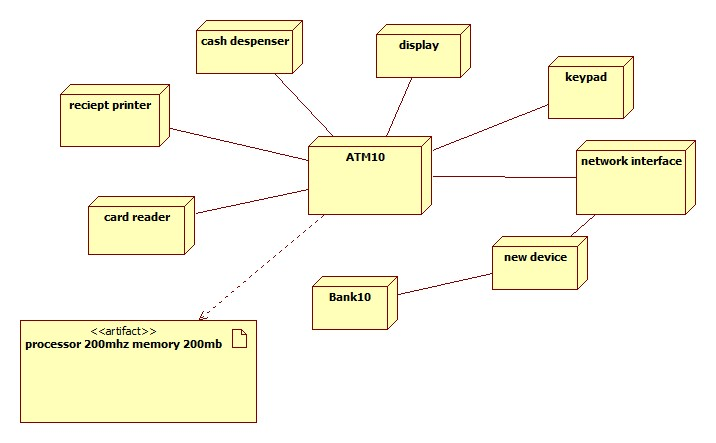 cash despenser
display
keypad
reciept printer
ATM10
network interface
card reader
new device
Bank10
<<artifact>>
processor 200mhz memory 200mb